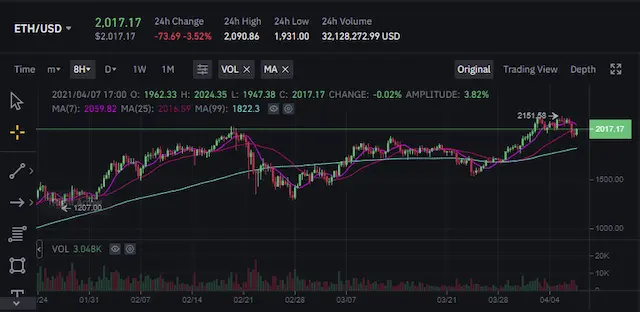 ETH/USD
2,017.17
$2,017.17
24h Change
-73.69 -3.52%
24h High
2,090.86
24h Low
1,931.00
24h Volume
32,128,272.99 USD
Time m 8H D 1W 1M VOL × MA × Original Trading View Depth
2021/04/07 17:00 O: 1962.33 H: 2024.35 L: 1947.38 C: 2017.17 CHANGE: -0.02% AMPLITUDE: 3.82%
MA(7): 2059.82 MA(25): 2016.59 MA(99): 1822.3
2151.58
2017.17
1500.00
1207.00
1000.00
VOL 3.048K
20K
10K
/24 01/31 02/07 02/14 02/21 02/28 03/07 03/21 03/28 04/04